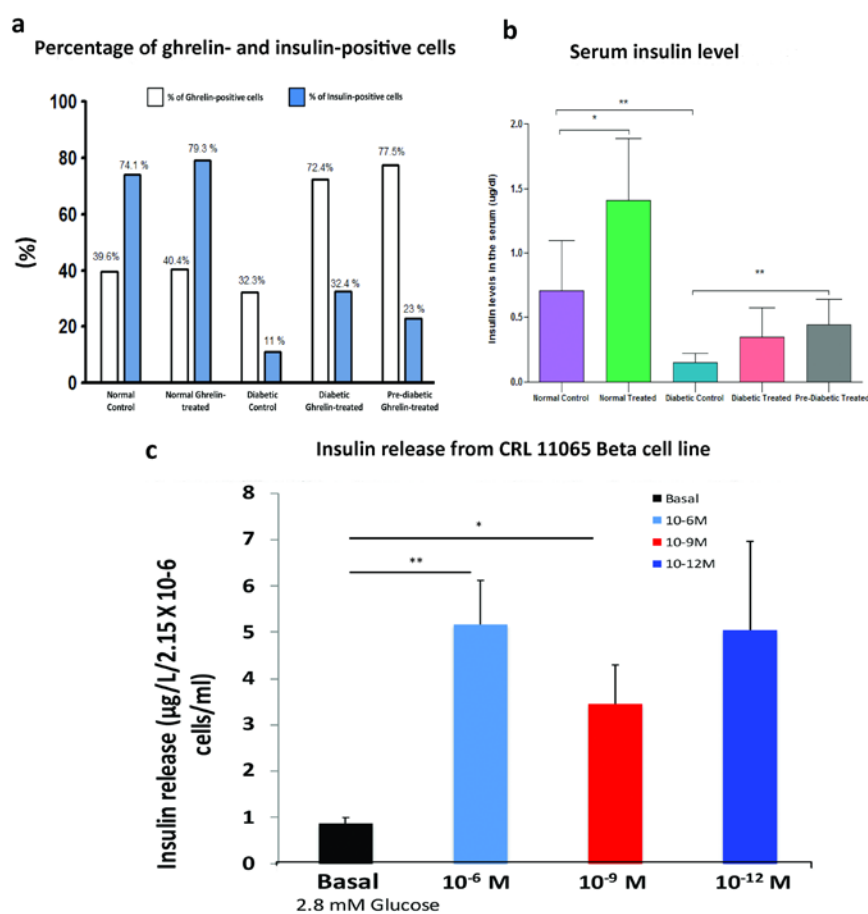 a
Percentage of ghrelin- and insulin-positive cells
% of Ghrelin-positive cells
% of Insulin-positive cells
100
80
60
40
20
0
(%)
39.6%
74.1 %
40.4%
79.3 %
32.3%
11 %
72.4%
32.4 %
77.5%
23 %
Normal
Control
Normal Ghrelin-
treated
Diabetic
Control
Diabetic
Ghrelin-treated
Pre-diabetic
Ghrelin-treated
b
Serum insulin level
Insulin levels in the serum (ug/dl)
2.0
1.5
1.0
0.5
0.0
**
*
**
Normal Control
Normal Treated
Diabetic Control
Diabetic Treated
Pre-Diabetic Treated
c
Insulin release from CRL 11065 Beta cell line
Insulin release (µg/L/2.15 X 10-6
cells/ml)
8
7
6
5
4
3
2
1
0
*
**
Basal
10-6M
10-9M
10-12M
Basal
2.8 mM Glucose
10⁻⁶ M
10⁻⁹ M
10⁻¹² M